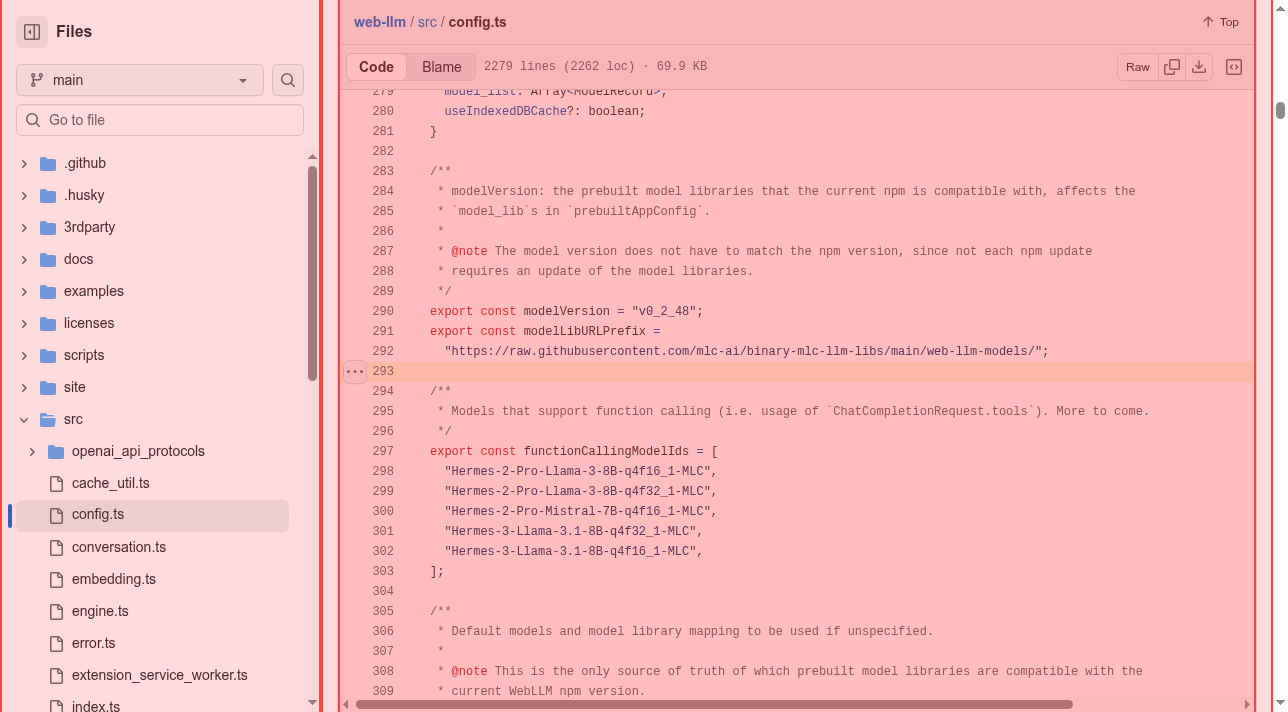 Files
main
Go to file
.github
.husky
3rdparty
docs
examples
licenses
scripts
site
src
openai_api_protocols
cache_util.ts
config.ts
conversation.ts
embedding.ts
engine.ts
error.ts
extension_service_worker.ts
index.ts
web-llm / src / config.ts
Top
Code Blame 2279 lines (2262 loc) · 69.9 KB Raw
279 model_list: Array<ModelRecord>;
280 useIndexedDBCache?: boolean;
281 }
282
283 /**
284 * modelVersion: the prebuilt model libraries that the current npm is compatible with, affects the
285 * `model_lib`s in `prebuiltAppConfig`.
286 *
287 * @note The model version does not have to match the npm version, since not each npm update
288 * requires an update of the model libraries.
289 */
290 export const modelVersion = "v0_2_48";
291 export const modelLibURLPrefix =
292 "https://raw.githubusercontent.com/mlc-ai/binary-mlc-llm-libs/main/web-llm-models/";
293
294 /**
295 * Models that support function calling (i.e. usage of `ChatCompletionRequest.tools`). More to come.
296 */
297 export const functionCallingModelIds = [
298 "Hermes-2-Pro-Llama-3-8B-q4f16_1-MLC",
299 "Hermes-2-Pro-Llama-3-8B-q4f32_1-MLC",
300 "Hermes-2-Pro-Mistral-7B-q4f16_1-MLC",
301 "Hermes-3-Llama-3.1-8B-q4f32_1-MLC",
302 "Hermes-3-Llama-3.1-8B-q4f16_1-MLC",
303 ];
304
305 /**
306 * Default models and model library mapping to be used if unspecified.
307 *
308 * @note This is the only source of truth of which prebuilt model libraries are compatible with the
309 * current WebLLM npm version.